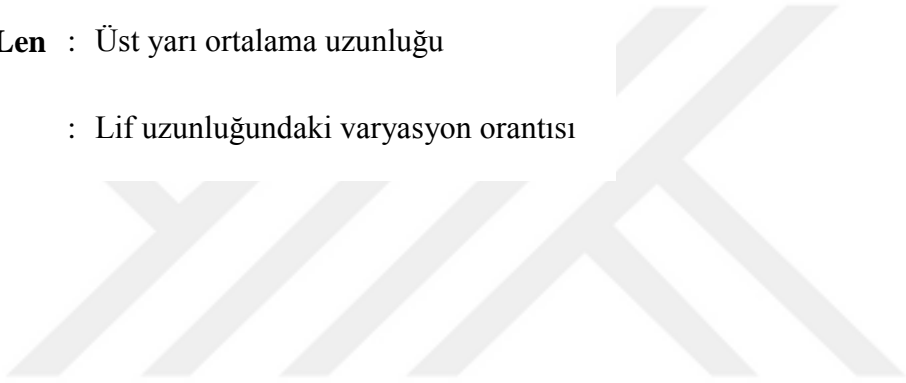 Len : Üst yarı ortalama uzunluğu
: Lif uzunluğundaki varyasyon orantısı